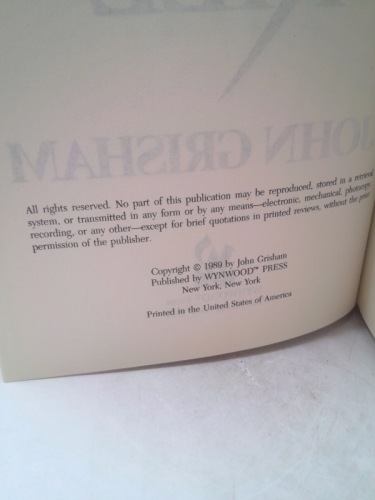 JOHN GRISHAM
All rights reserved. No part of this publication may be reproduced, stored in a retrieval
system, or transmitted in any form or by any means—electronic, mechanical, photocopy,
recording, or any other—except for brief quotations in printed reviews, without the prior
permission of the publisher.
Copyright © 1989 by John Grisham
Published by WYNWOOD™ PRESS
New York, New York
Printed in the United States of America